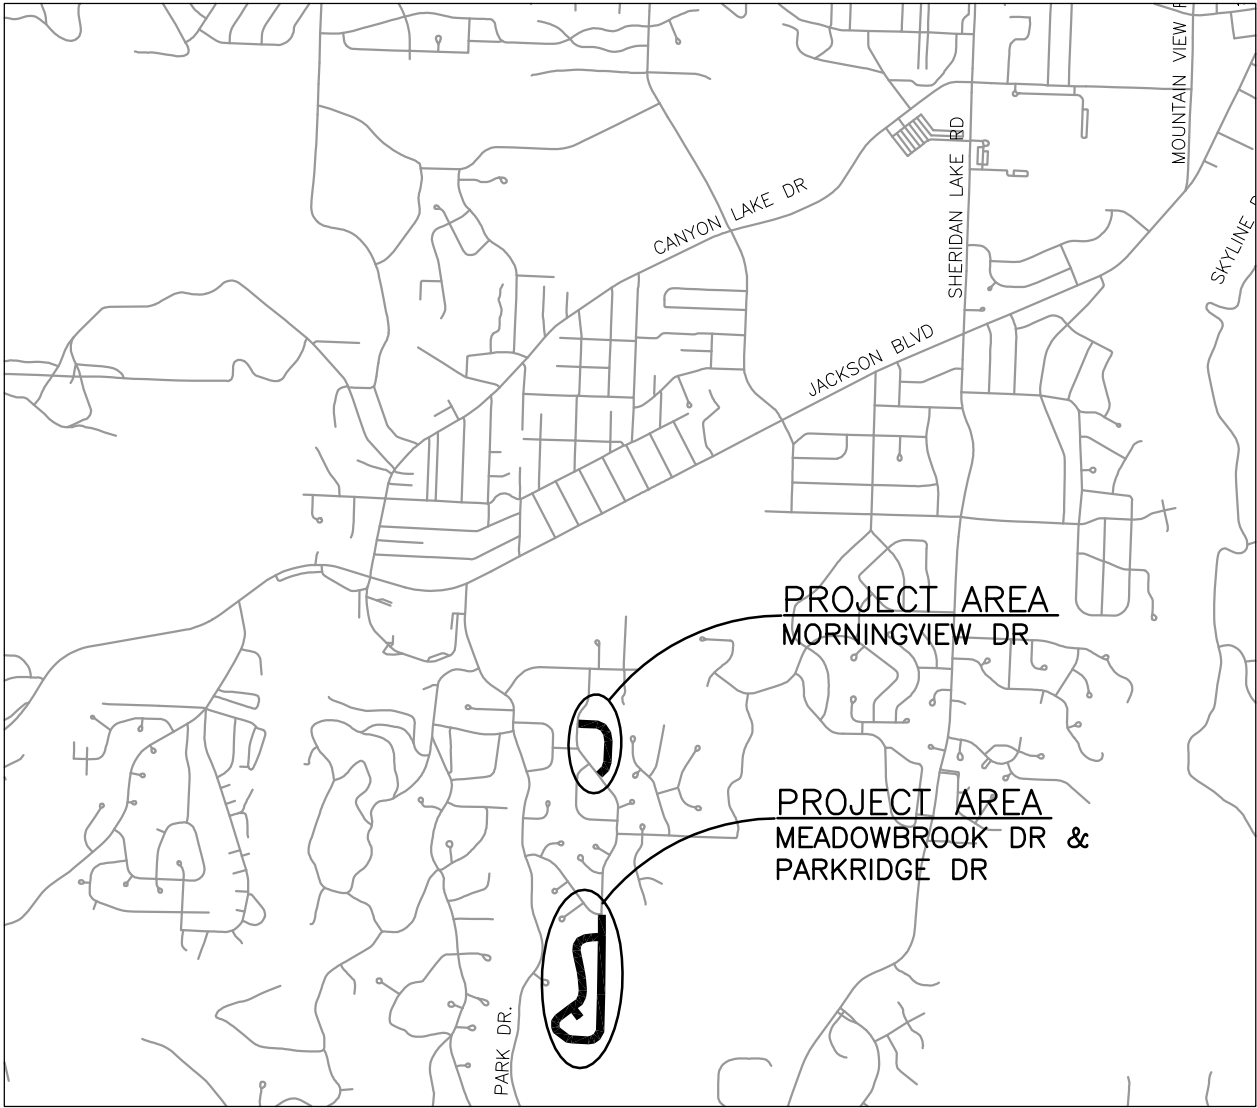 MOUNTAIN VIEW
SHERIDAN LAKE RD
CANYON LAKE DR
SKYLINE
JACKSON BLVD
PROJECT AREA
MORNINGVIEW DR
PROJECT AREA
MEADOWBROOK DR &
PARKRIDGE DR
PARK DR.